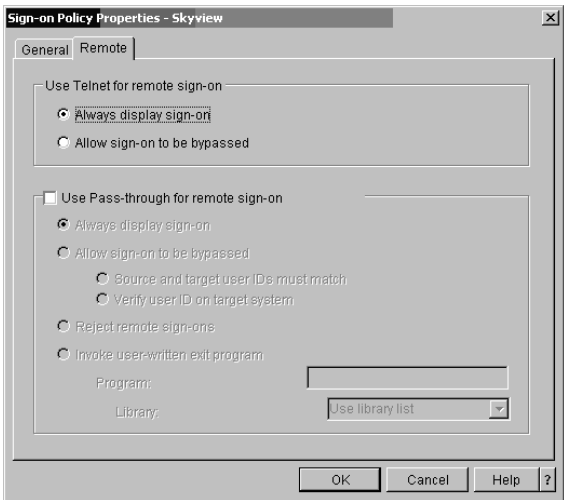 Sign-on Policy Properties - Skyview
General Remote
Use Telnet for remote sign-on
Always display sign-on
Allow sign-on to be bypassed
Use Pass-through for remote sign-on
Always display sign-on
Allow sign-on to be bypassed
Source and target user IDs must match
Verify user ID on target system
Reject remote sign-ons
Invoke user-written exit program
Program:
Library: Use library list
OK Cancel Help ?